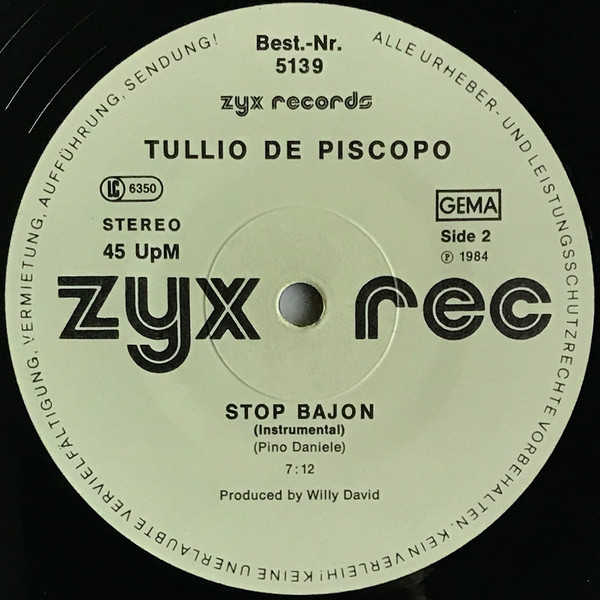 Best.-Nr.
5139
zyx records
TULLIO DE PISCOPO
LC 6350
STEREO
45 UpM
GEMA
Side 2
Ⓟ 1984
zyx rec
STOP BAJON
(Instrumental)
(Pino Daniele)
7:12
Produced by Willy David
ALLE URHEBER- UND LEISTUNGSSCHUTZRECHTE VORBEHALTEN. KEIN VERLEIH! KEINE UNERLAUBTE VERVIELFÄLTIGUNG, VERMIETUNG, AUFFÜHRUNG, SENDUNG!